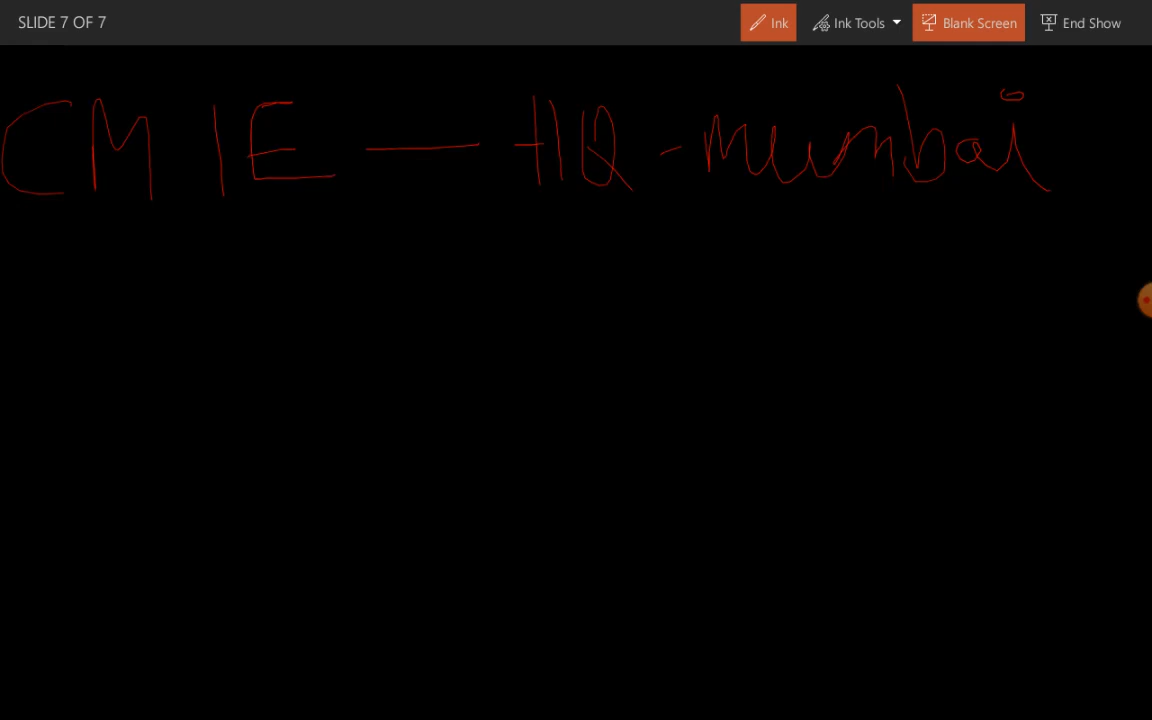 SLIDE 7 OF 7 Ink Ink Tools Blank Screen End Show
CMIE — HQ - Mumbai